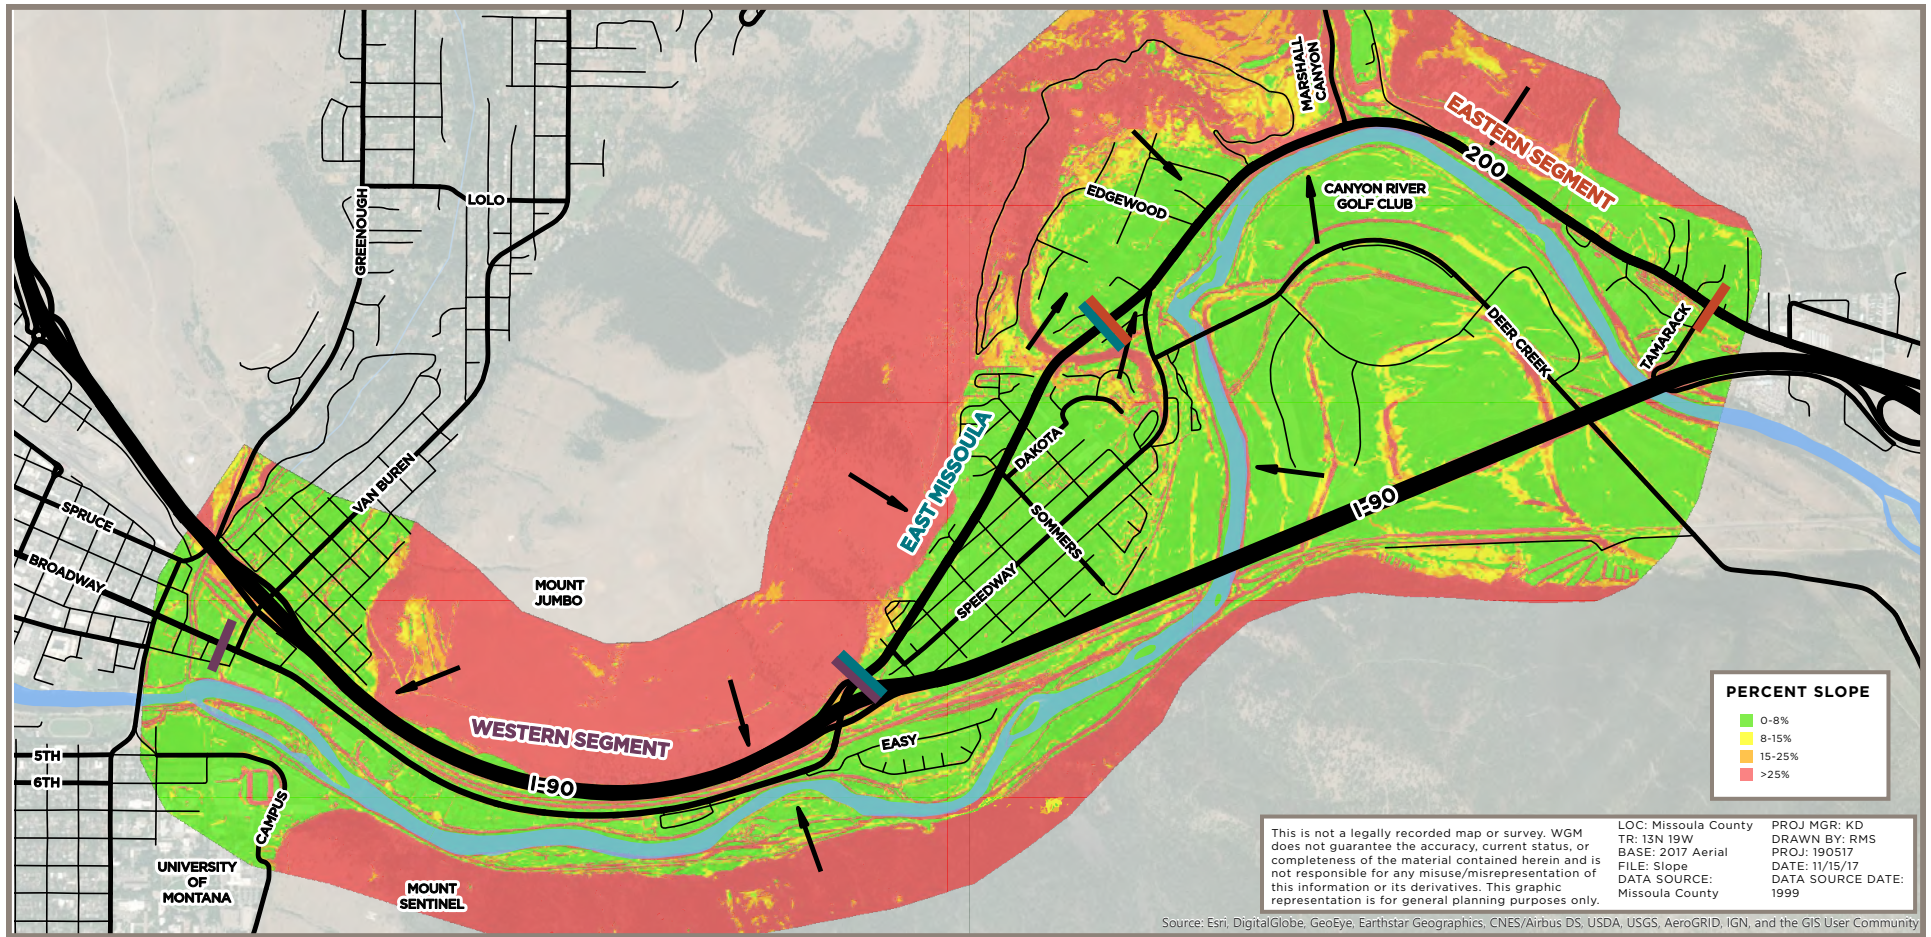 MARSHALL
CANYON
EASTERN SEGMENT
200
CANYON RIVER
GOLF CLUB
EDGEWOOD
LOLO
GREENOUGH
DEER CREEK
TAMARACK
EAST MISSOULA
DAKOTA
SOMMERS
SPEEDWAY
I-90
VAN BUREN
SPRUCE
BROADWAY
MOUNT
JUMBO
WESTERN SEGMENT
I-90
EASY
5TH
6TH
CAMPUS
UNIVERSITY
OF
MONTANA
MOUNT
SENTINEL
PERCENT SLOPE
0-8%
8-15%
15-25%
>25%
This is not a legally recorded map or survey. WGM
does not guarantee the accuracy, current status, or
completeness of the material contained herein and is
not responsible for any misuse/misrepresentation of
this information or its derivatives. This graphic
representation is for general planning purposes only.
LOC: Missoula County
TR: 13N 19W
BASE: 2017 Aerial
FILE: Slope
DATA SOURCE:
Missoula County
PROJ MGR: KD
DRAWN BY: RMS
PROJ: 190517
DATE: 11/15/17
DATA SOURCE DATE:
1999
Source: Esri, DigitalGlobe, GeoEye, Earthstar Geographics, CNES/Airbus DS, USDA, USGS, AeroGRID, IGN, and the GIS User Community